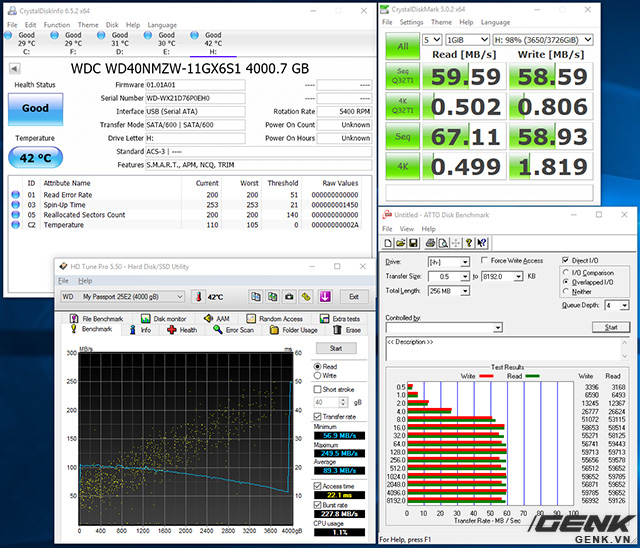 CrystalDiskInfo 6.5.2 x64
File Edit Function Theme Disk Help Language
Good Good Good Good Good
29 °C 29 °C 31 °C 30 °C 42 °C
C: F: D: E: H:
WDC WD40NMZW-11GX6S1 4000.7 GB
Health Status
Good
Temperature
42 °C
Firmware 01.01A01 ---- ----
Serial Number WD-WX21D76P0EH0 ---- ----
Interface USB (Serial ATA) Rotation Rate 5400 RPM
Transfer Mode SATA/600 | SATA/600 Power On Count Unknown
Drive Letter H: Power On Hours Unknown
Standard ACS-3 | ----
Features S.M.A.R.T., APM, NCQ, TRIM
ID Attribute Name Current Worst Threshold Raw Values
01 Read Error Rate 200 200 51 000000000000
03 Spin-Up Time 253 253 21 000000001450
05 Reallocated Sectors Count 200 200 140 000000000000
C2 Temperature 110 105 0 00000000002A
CrystalDiskMark 5.0.2 x64
File Settings Theme Help Language
All 5 1GiB H: 98% (3650/3726GiB)
Read [MB/s] Write [MB/s]
Seq Q32T1 59.59 58.59
4K Q32T1 0.502 0.806
Seq 67.11 58.93
4K 0.499 1.819
HD Tune Pro 5.50 - Hard Disk/SSD Utility
File Help
WD My Passport 25E2 (4000 gB) 42°C Exit
File Benchmark Disk monitor AAM Random Access Extra tests
Benchmark Info Health Error Scan Folder Usage Erase
MB/s ms
300 60
250 50
200 40
150 30
100 20
50 10
0 400 800 1200 1600 2000 2400 2800 3200 3600 4000gB
Start
Read
Write
Short stroke
40 gB
Transfer rate
Minimum
56.9 MB/s
Maximum
249.5 MB/s
Average
89.3 MB/s
Access time
22.1 ms
Burst rate
227.8 MB/s
CPU usage
1.1%
Untitled - ATTO Disk Benchmark
File View Help
Drive: [-h-] Force Write Access Direct I/O
Transfer Size: 0.5 to 8192.0 KB I/O Comparison
Total Length: 256 MB Overlapped I/O
Neither
Queue Depth: 4
Controlled by:
Start
<< Description >>
Test Results
Write Read Write Read
0.5 3396 3168
1.0 6590 6493
2.0 13245 12367
4.0 26777 26624
8.0 51072 53115
16.0 58653 58514
32.0 55271 58125
64.0 56741 59443
128.0 59713 59713
256.0 55656 59578
512.0 56512 59652
1024.0 59652 59785
2048.0 56871 59785
4096.0 59785 59652
8192.0 56992 59126
0 10 20 30 40 50 60 70 80 90 100
Transfer Rate - MB / Sec
For Help, press F1
GENK
GENK.VN